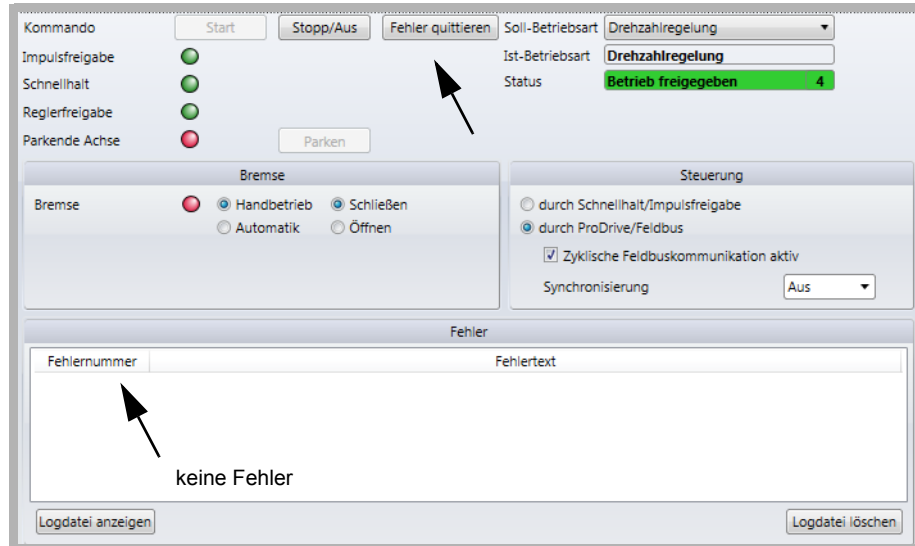 Kommando Start Stopp/Aus Fehler quittieren Soll-Betriebsart Drehzahlregelung
Impulsfreigabe Ist-Betriebsart Drehzahlregelung
Schnellhalt Status Betrieb freigegeben 4
Reglerfreigabe
Parkende Achse Parken
Bremse Steuerung
Bremse Handbetrieb Schließen durch Schnellhalt/Impulsfreigabe
Automatik Öffnen durch ProDrive/Feldbus
Zyklische Feldbuskommunikation aktiv
Synchronisierung Aus
Fehler
Fehlernummer Fehlertext
keine Fehler
Logdatei anzeigen Logdatei löschen